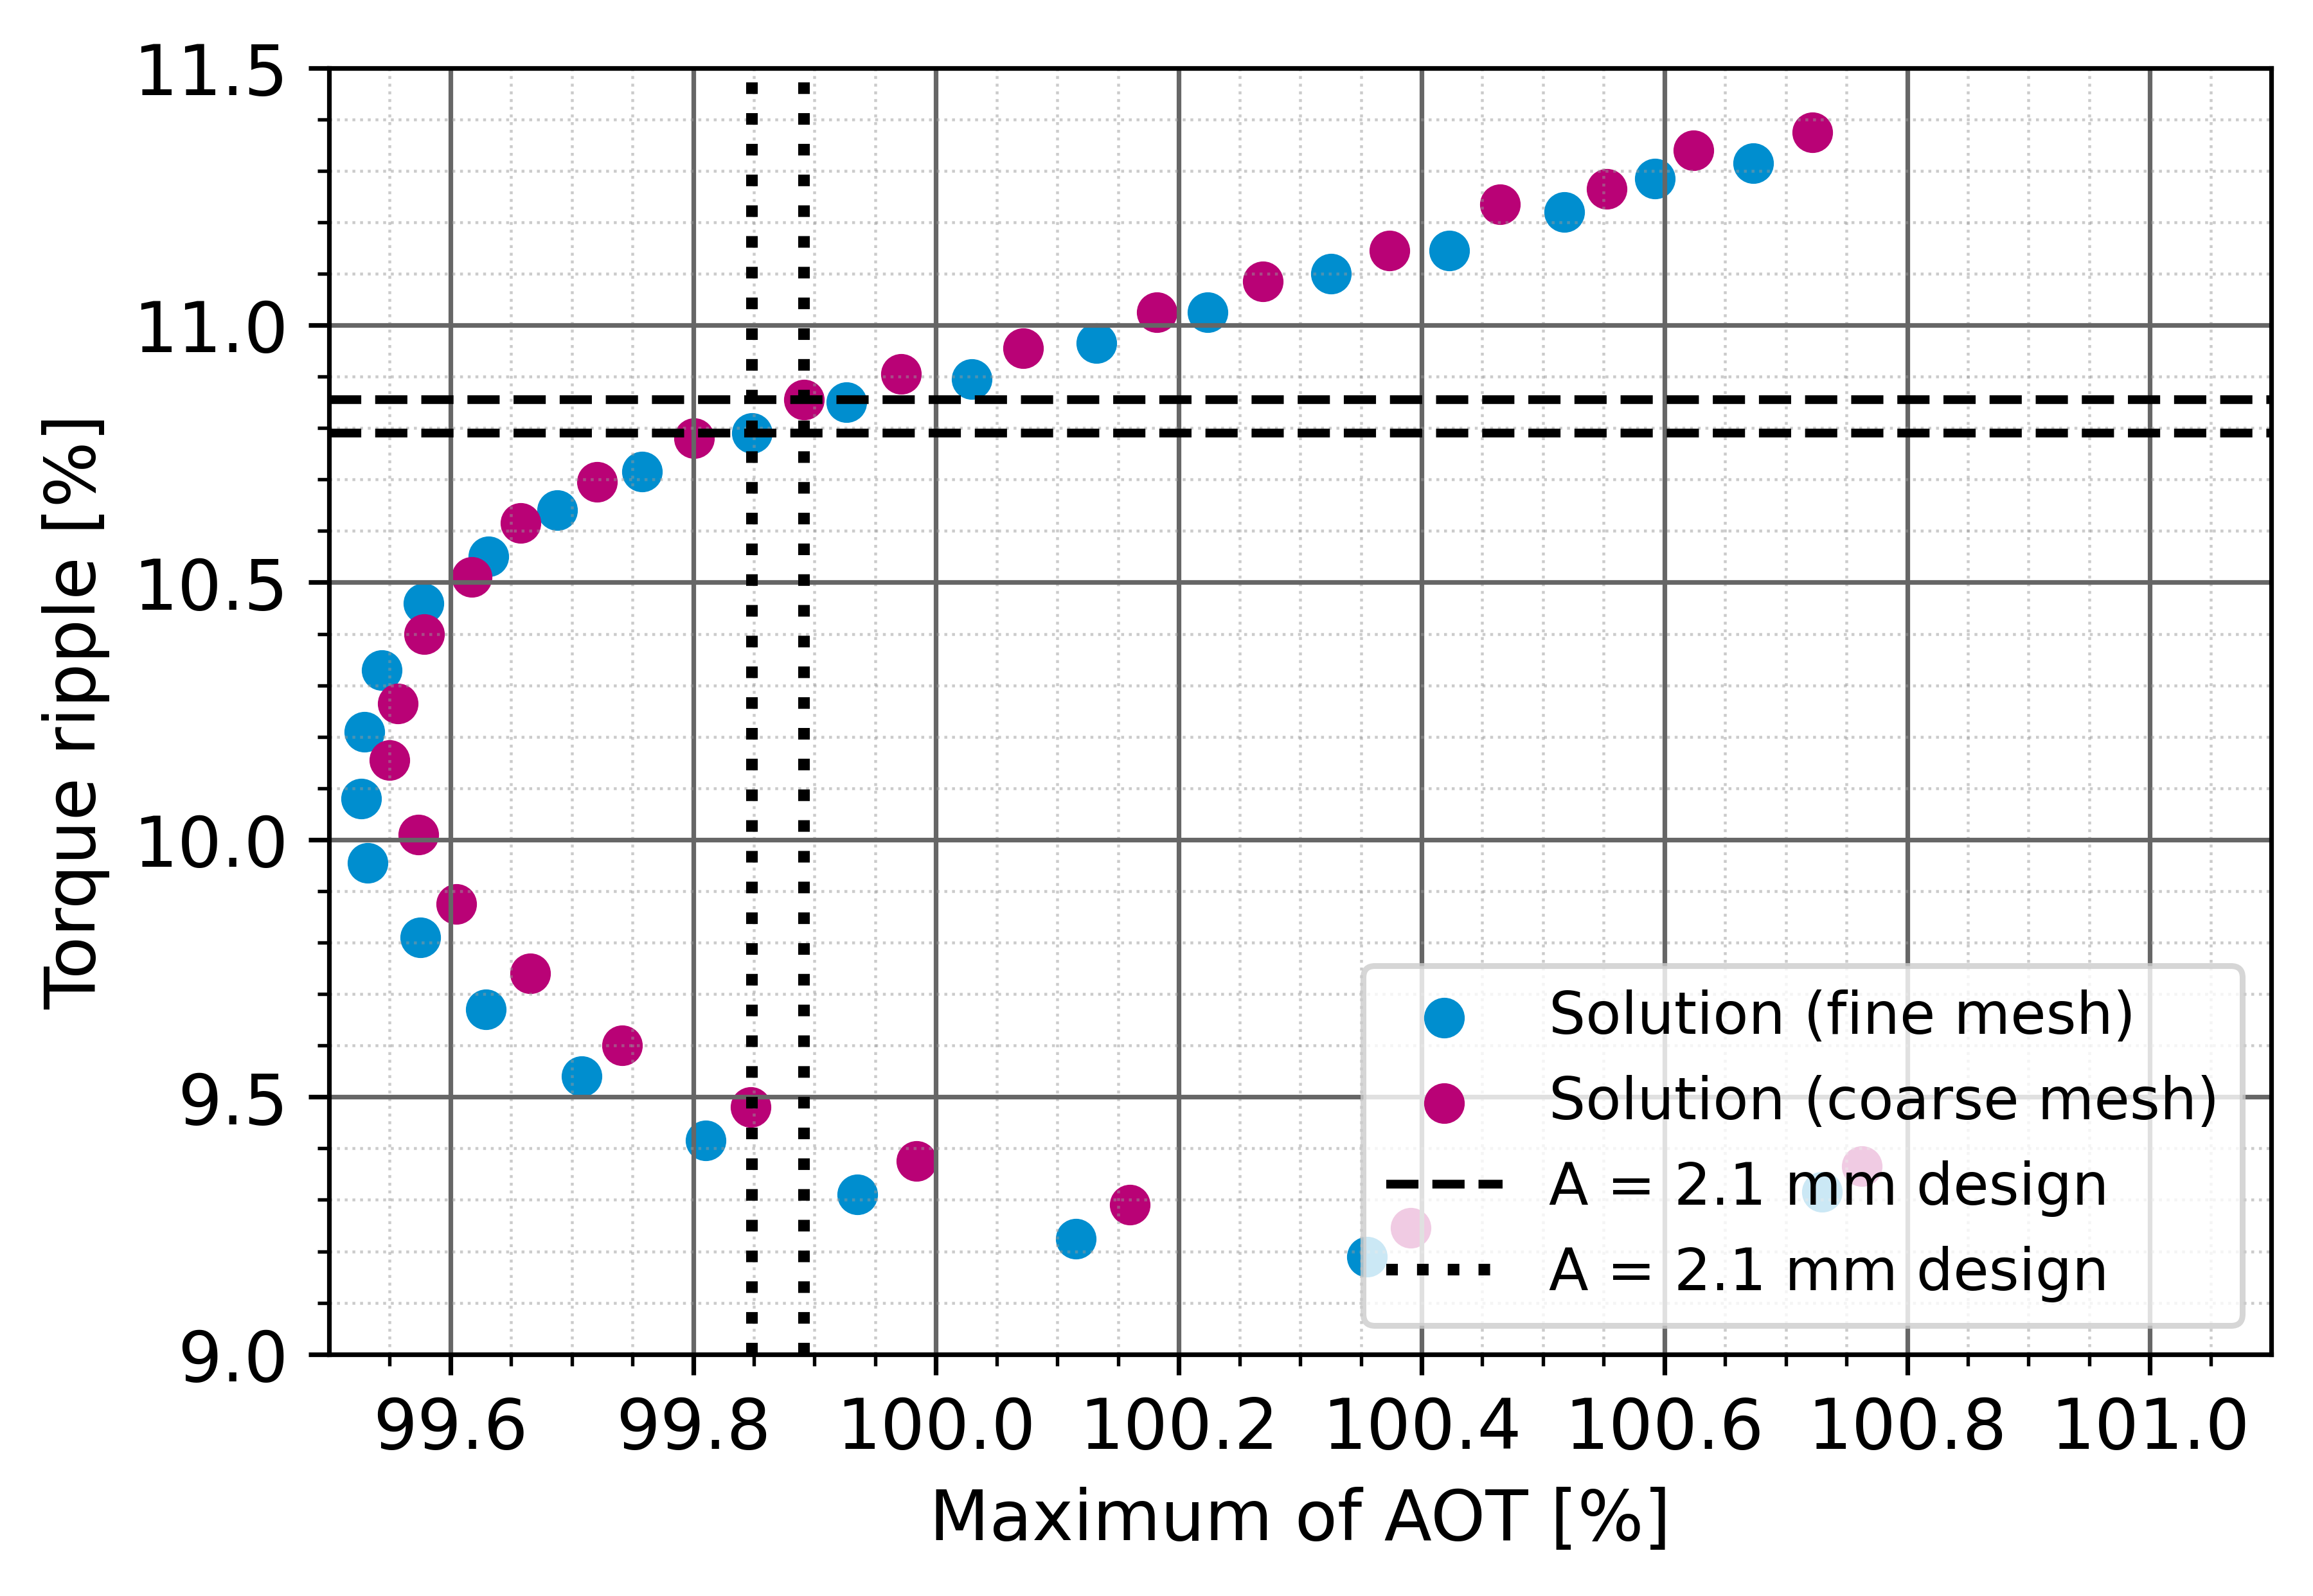 11.5
11.0
10.5
10.0
9.5
9.0
Torque ripple [%]
99.6 99.8 100.0 100.2 100.4 100.6 100.8 101.0
Maximum of AOT [%]
Solution (fine mesh)
Solution (coarse mesh)
A = 2.1 mm design
A = 2.1 mm design